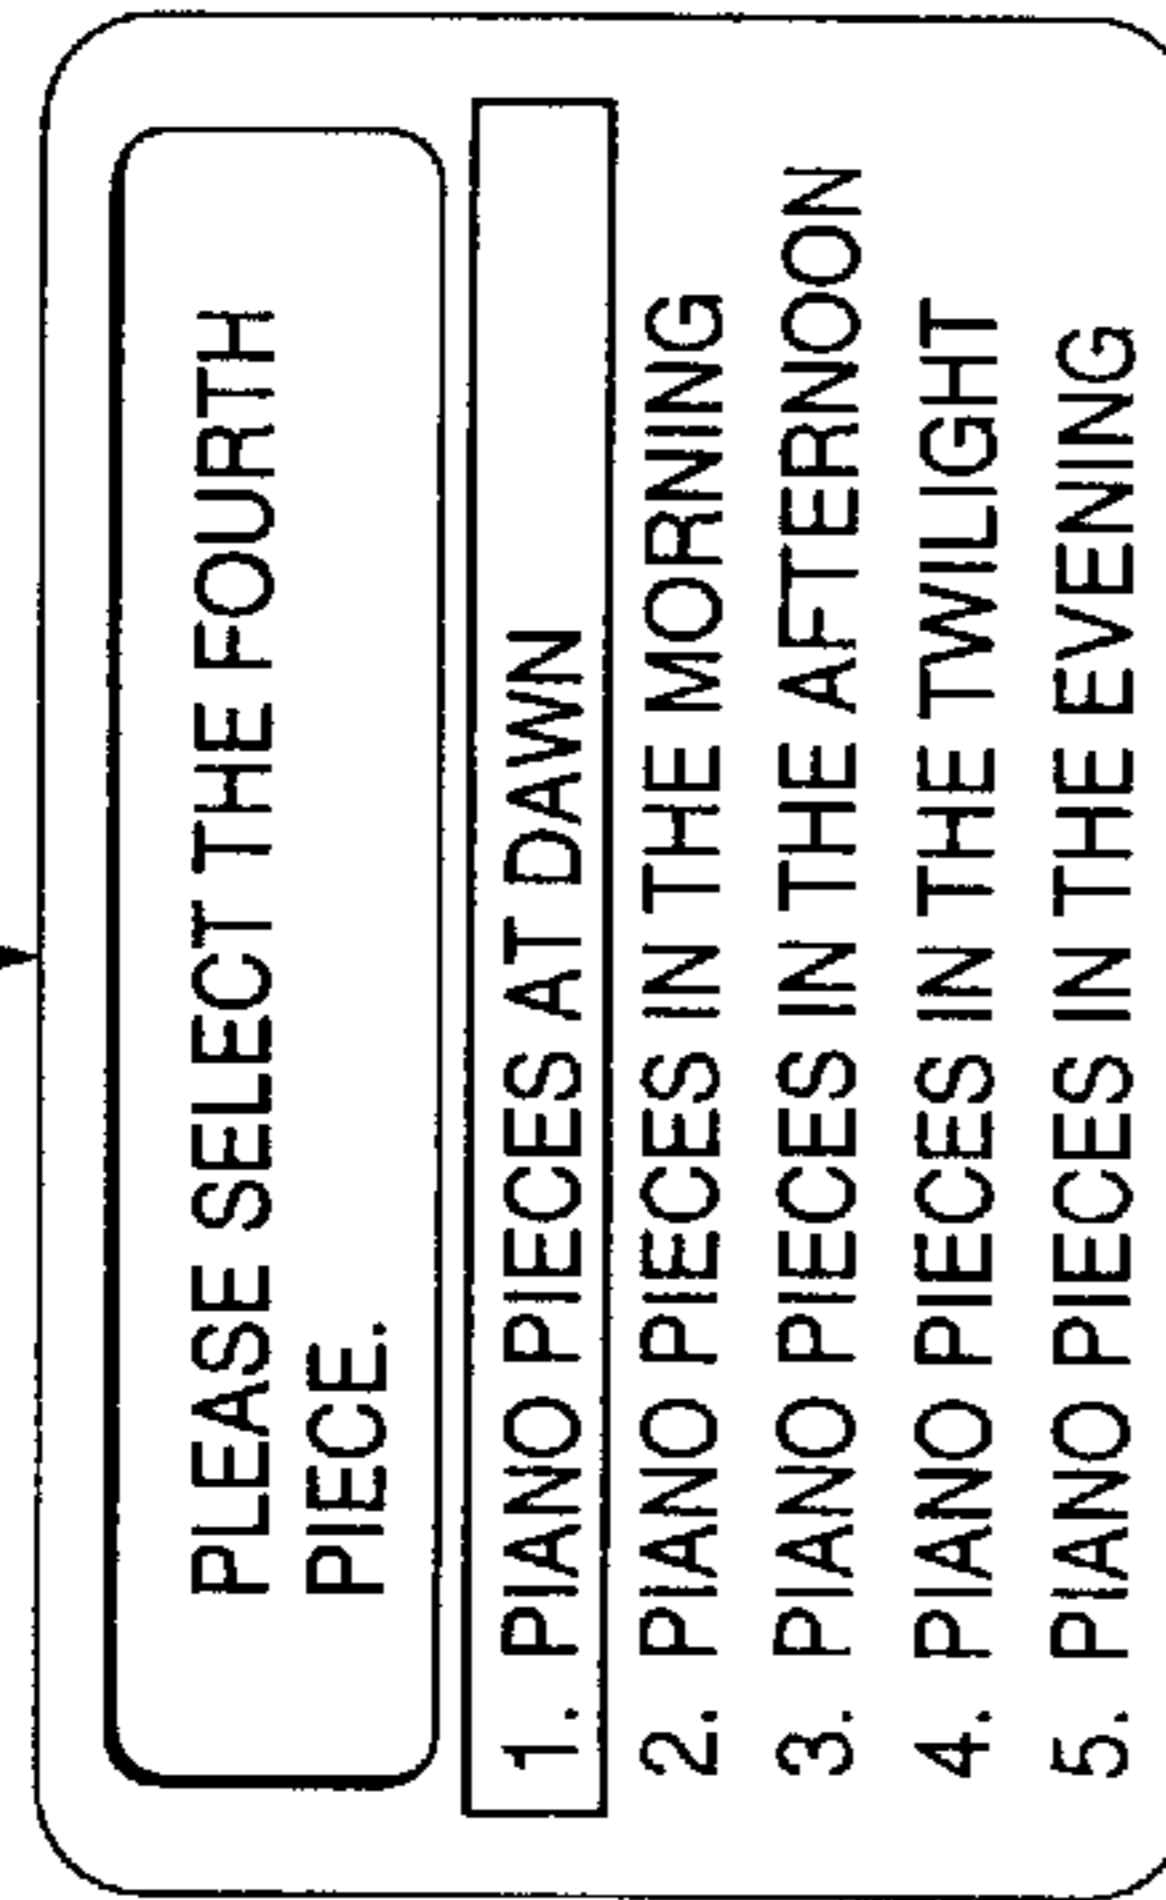 PLEASE SELECT THE FOURTH
PIECE.
1. PIANO PIECES AT DAWN
2. PIANO PIECES IN THE MORNING
3. PIANO PIECES IN THE AFTERNOON
4. PIANO PIECES IN THE TWILIGHT
5. PIANO PIECES IN THE EVENING